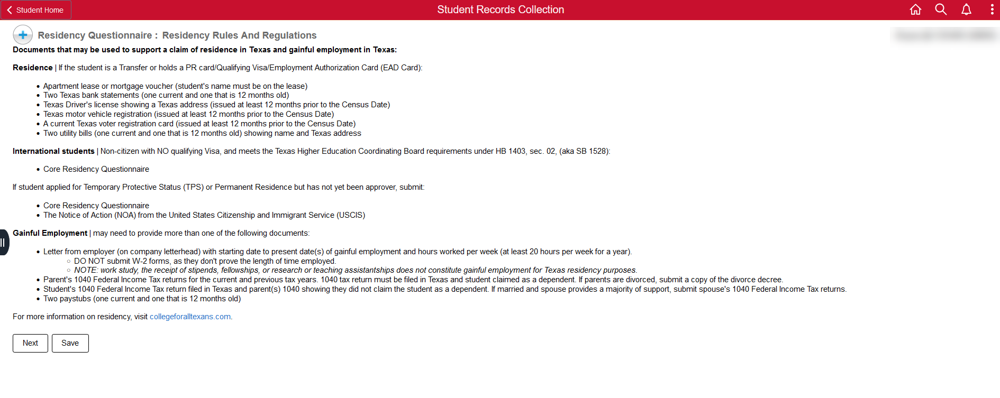 Student Home
Student Records Collection
Residency Questionnaire : Residency Rules And Regulations
Documents that may be used to support a claim of residence in Texas and gainful employment in Texas:
Residence | If the student is a Transfer or holds a PR card/Qualifying Visa/Employment Authorization Card (EAD Card):
• Apartment lease or mortgage voucher (student's name must be on the lease)
• Two Texas bank statements (one current and one that is 12 months old)
• Texas Driver's license showing a Texas address (issued at least 12 months prior to the Census Date)
• Texas motor vehicle registration (issued at least 12 months prior to the Census Date)
• A current Texas voter registration card (issued at least 12 months prior to the Census Date)
• Two utility bills (one current and one that is 12 months old) showing name and Texas address
International students | Non-citizen with NO qualifying Visa, and meets the Texas Higher Education Coordinating Board requirements under HB 1403, sec. 02, (aka SB 1528):
• Core Residency Questionnaire
If student applied for Temporary Protective Status (TPS) or Permanent Residence but has not yet been approver, submit:
• Core Residency Questionnaire
• The Notice of Action (NOA) from the United States Citizenship and Immigrant Service (USCIS)
Gainful Employment | may need to provide more than one of the following documents:
• Letter from employer (on company letterhead) with starting date to present date(s) of gainful employment and hours worked per week (at least 20 hours per week for a year).
◦ DO NOT submit W-2 forms, as they don't prove the length of time employed.
◦ NOTE: work study, the receipt of stipends, fellowships, or research or teaching assistantships does not constitute gainful employment for Texas residency purposes.
• Parent's 1040 Federal Income Tax returns for the current and previous tax years. 1040 tax return must be filed in Texas and student claimed as a dependent. If parents are divorced, submit a copy of the divorce decree.
• Student's 1040 Federal Income Tax return filed in Texas and parent(s) 1040 showing they did not claim the student as a dependent. If married and spouse provides a majority of support, submit spouse's 1040 Federal Income Tax returns.
• Two paystubs (one current and one that is 12 months old)
For more information on residency, visit collegeforalltexans.com.
Next Save